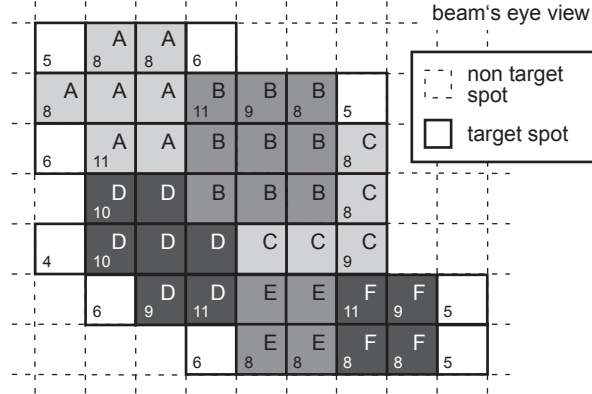 beam's eye view
non target
spot
target spot
5 A 8 A 8 6
A 8 A A B 11 B 9 B 8 5
6 A 11 A B B B C 8
D 10 D B B B C 8
4 D 10 D D C C C 9
6 D 9 D 11 E E F 11 F 9 5
6 E 8 E 8 F 8 F 8 5